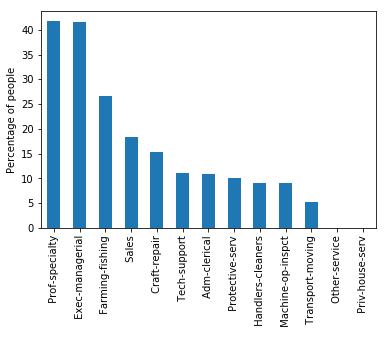 Percentage of people
40
35
30
25
20
15
10
5
0
Prof-specialty
Exec-managerial
Farming-fishing
Sales
Craft-repair
Tech-support
Adm-clerical
Protective-serv
Handlers-cleaners
Machine-op-inspct
Transport-moving
Other-service
Priv-house-serv